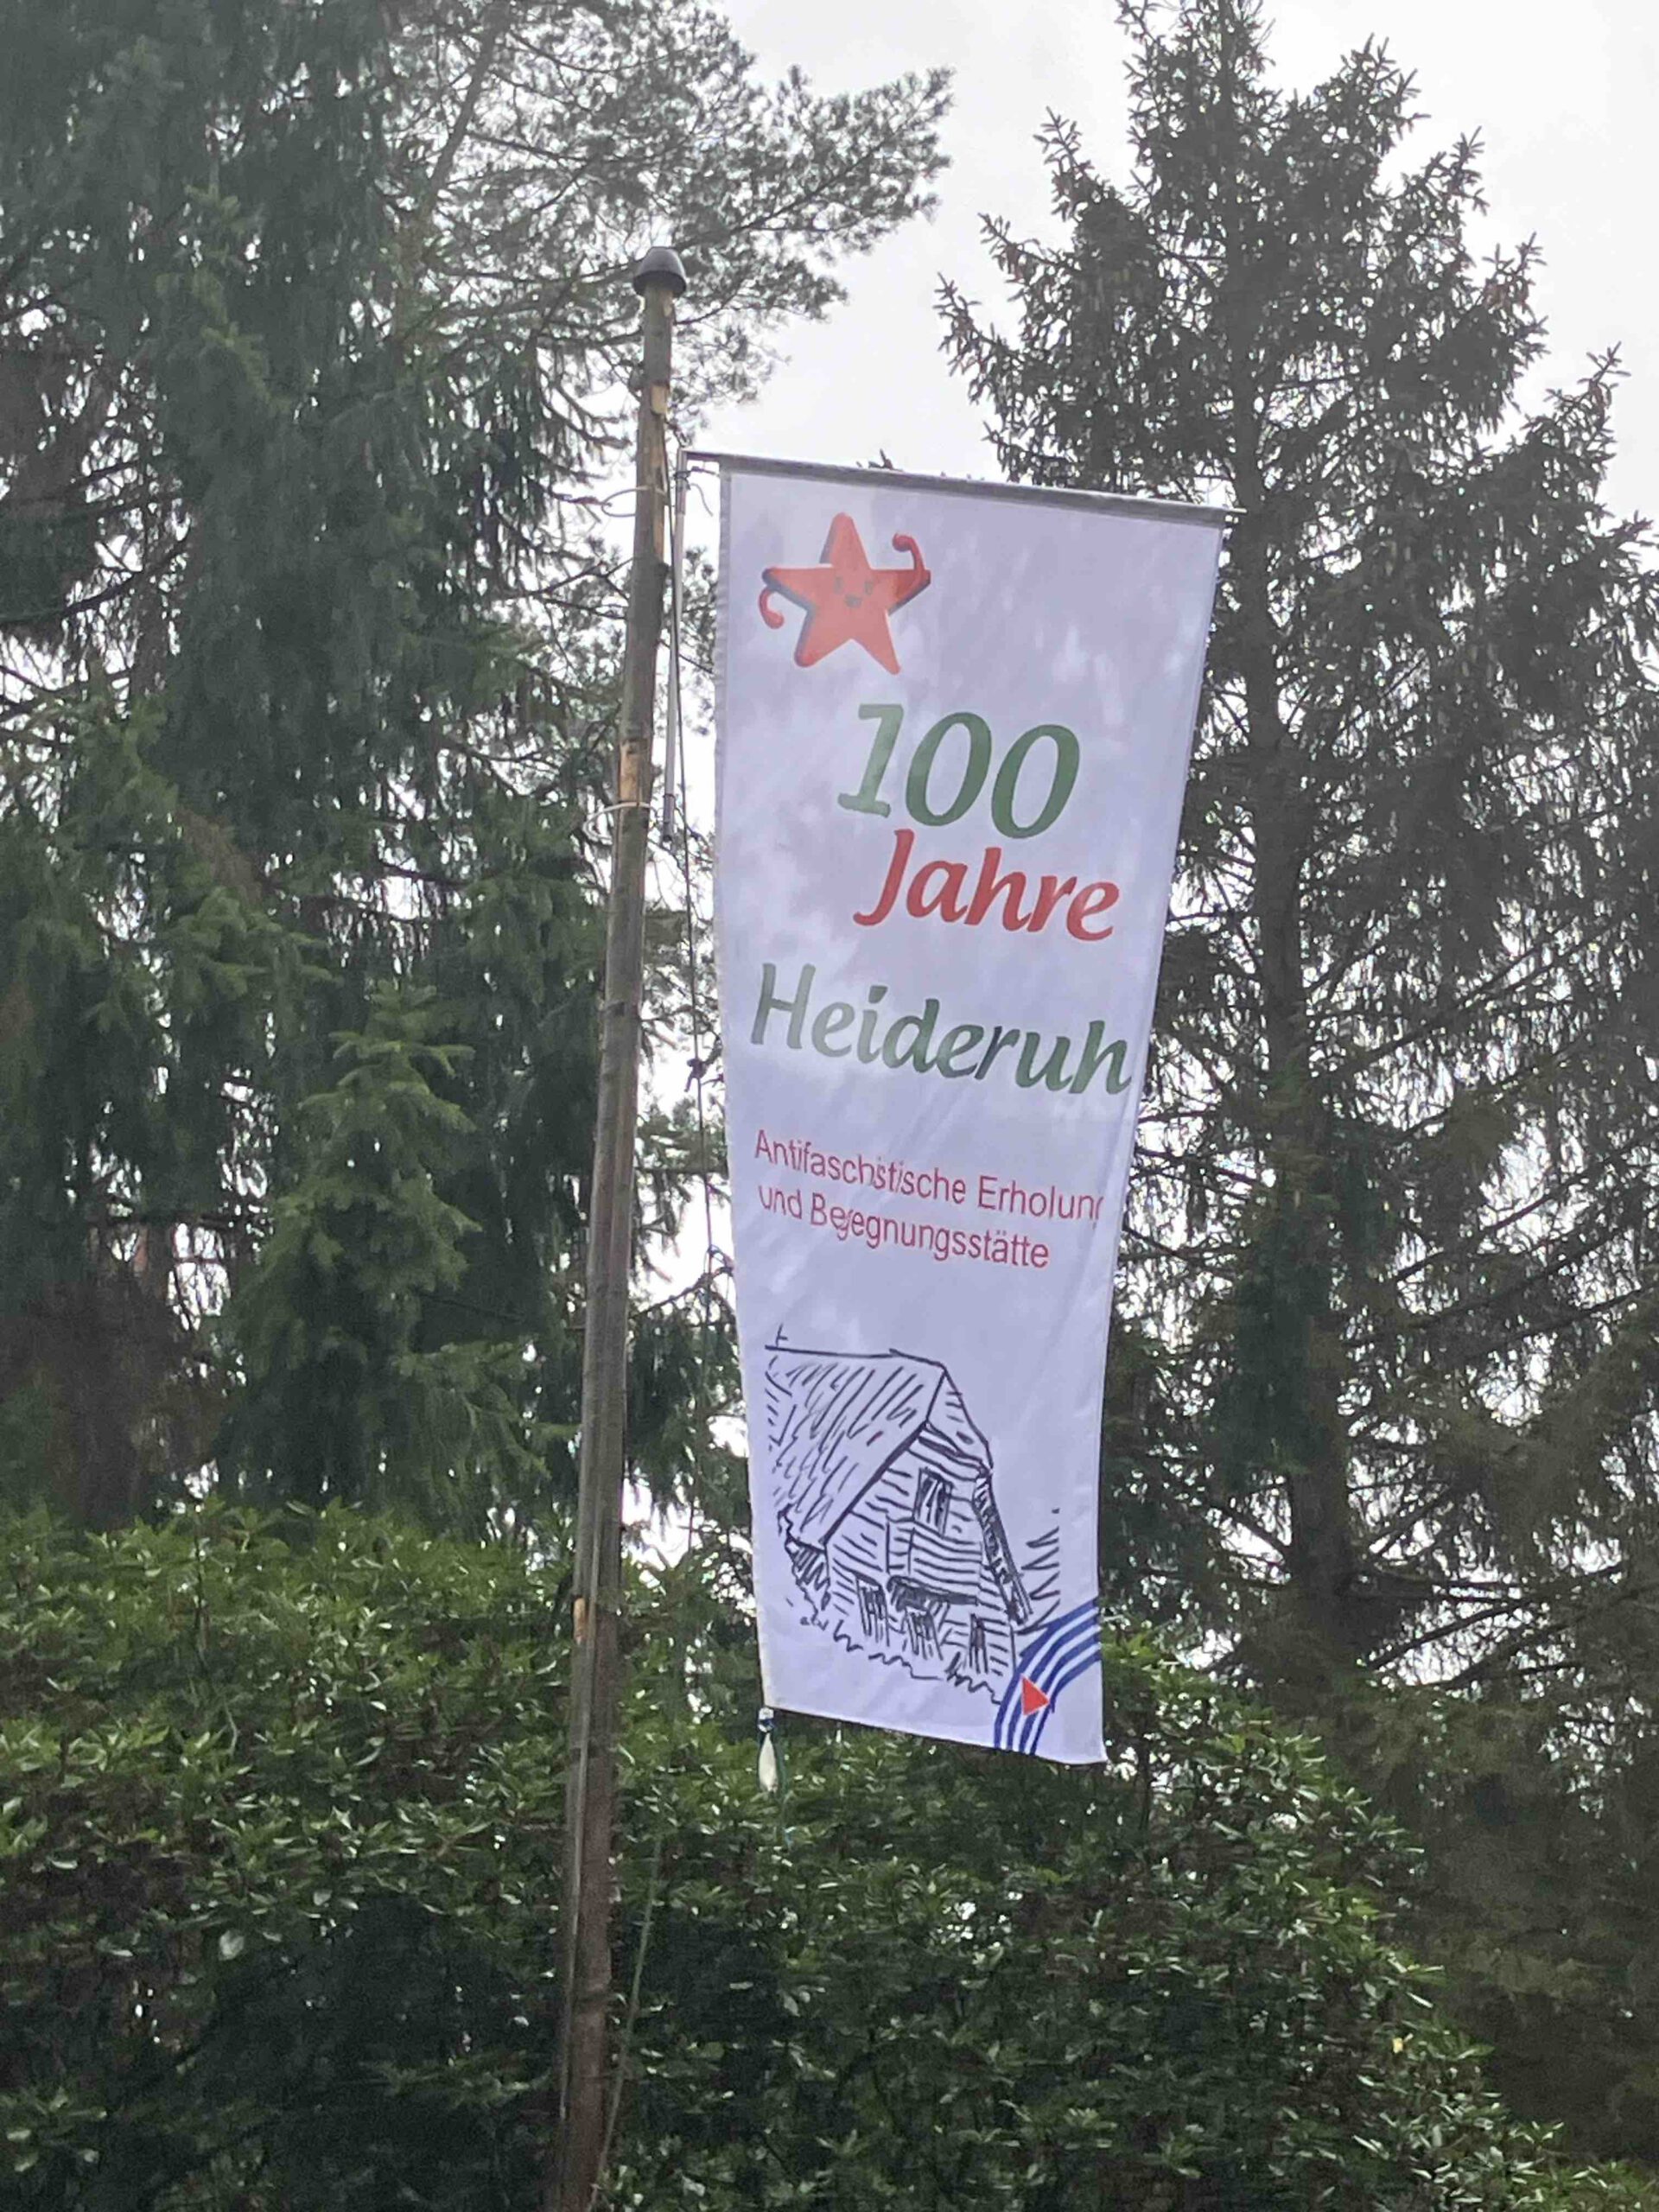 100
Jahre
Heideruh
Antifaschistische Erholung
und Begegnungsstätte